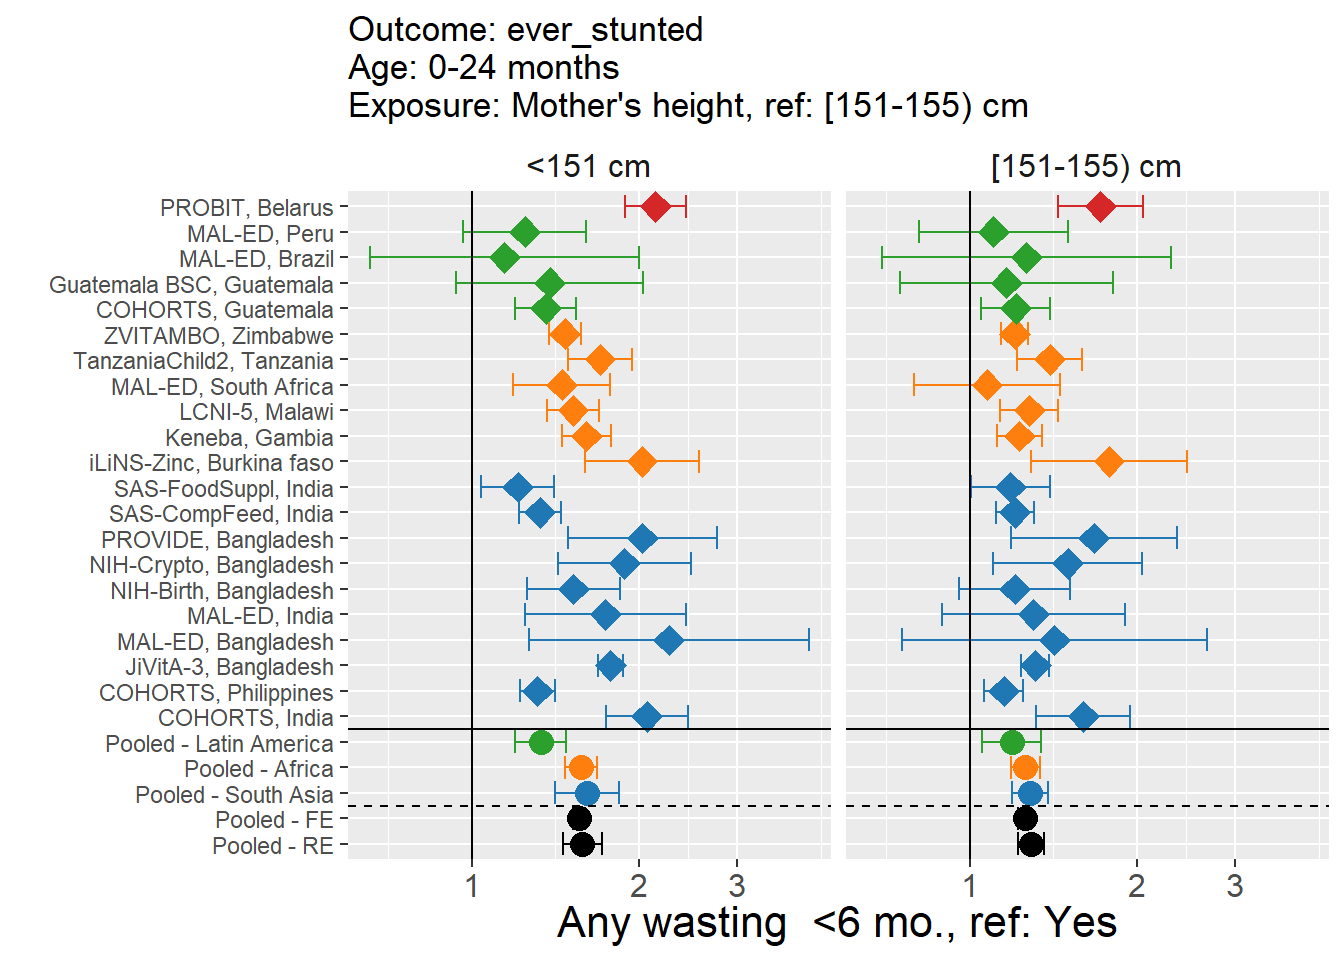 Outcome: ever_stunted
Age: 0-24 months
Exposure: Mother's height, ref: [151-155) cm
<151 cm
[151-155) cm
PROBIT, Belarus
MAL-ED, Peru
MAL-ED, Brazil
Guatemala BSC, Guatemala
COHORTS, Guatemala
ZVITAMBO, Zimbabwe
TanzaniaChild2, Tanzania
MAL-ED, South Africa
LCNI-5, Malawi
Keneba, Gambia
iLiNS-Zinc, Burkina faso
SAS-FoodSuppl, India
SAS-CompFeed, India
PROVIDE, Bangladesh
NIH-Crypto, Bangladesh
NIH-Birth, Bangladesh
MAL-ED, India
MAL-ED, Bangladesh
JiVitA-3, Bangladesh
COHORTS, Philippines
COHORTS, India
Pooled - Latin America
Pooled - Africa
Pooled - South Asia
Pooled - FE
Pooled - RE
1 2 3
1 2 3
Any wasting  <6 mo., ref: Yes